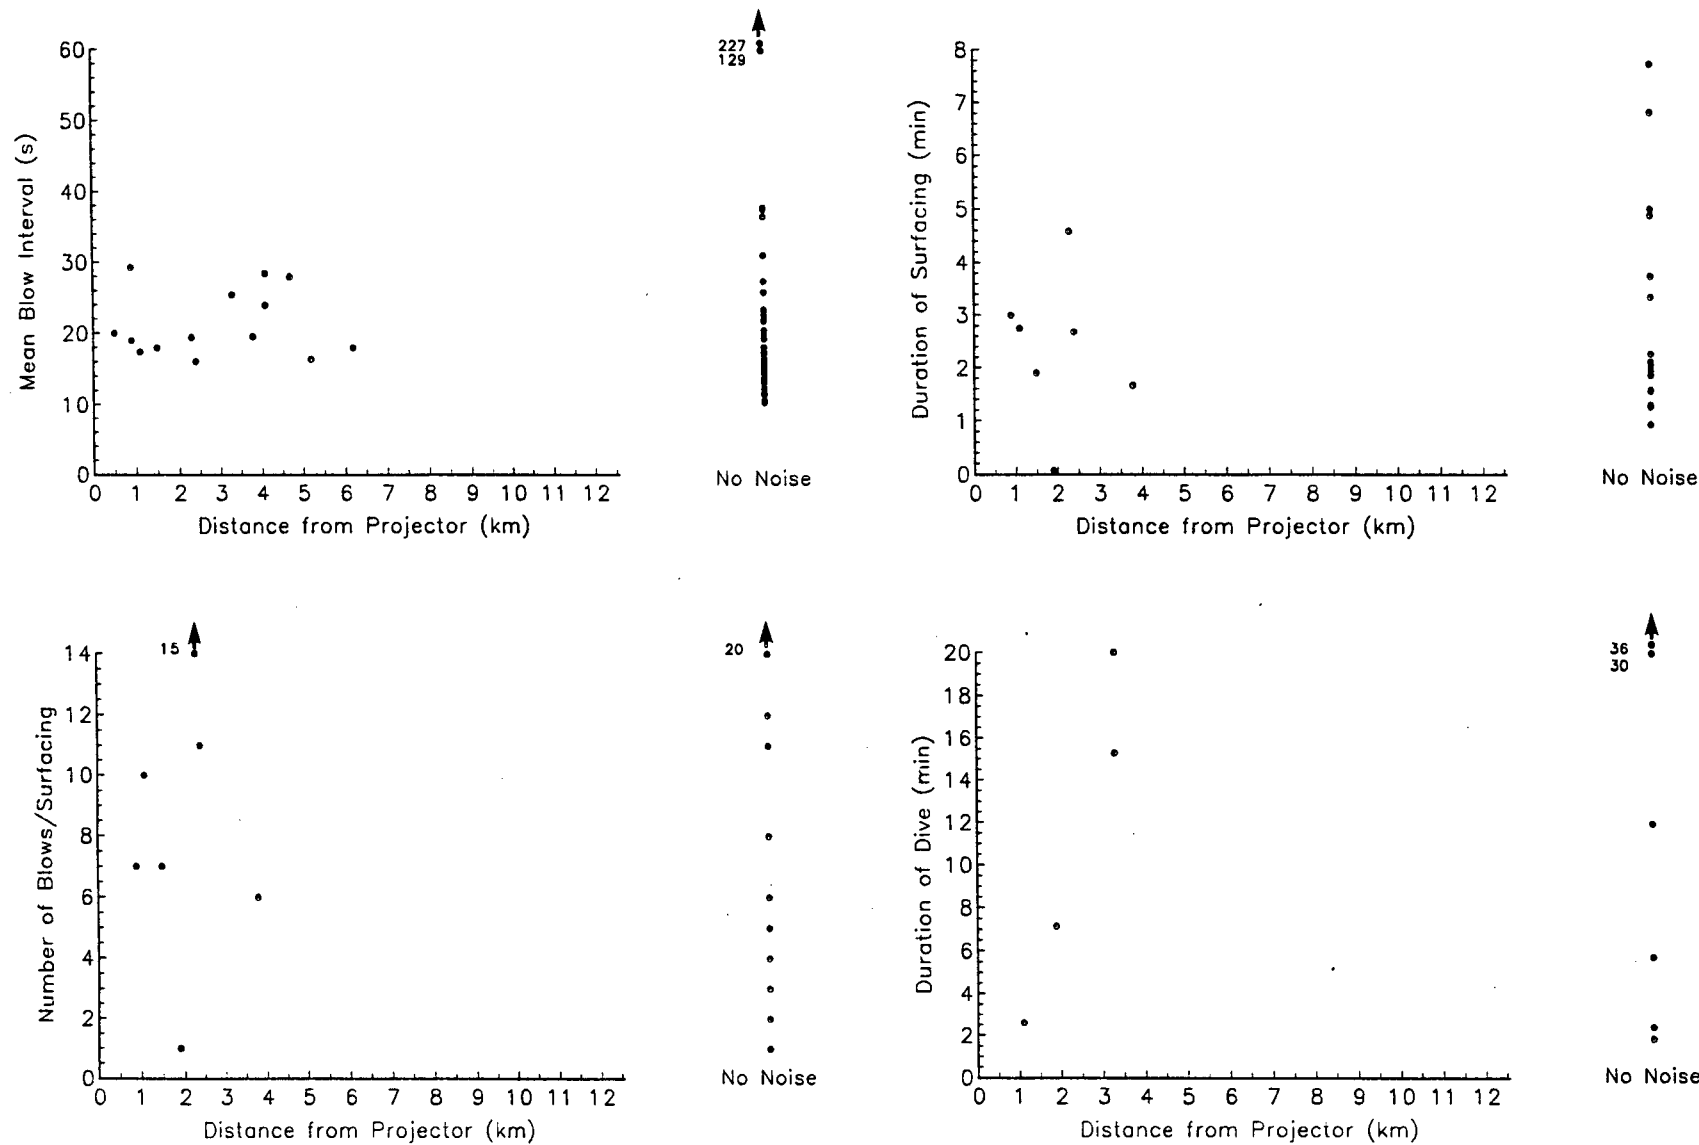 227
129
60
50
40
30
20
10
0
Mean Blow Interval (s)
0 1 2 3 4 5 6 7 8 9 10 11 12
Distance from Projector (km)
No Noise
8
7
6
5
4
3
2
1
0
Duration of Surfacing (min)
0 1 2 3 4 5 6 7 8 9 10 11 12
Distance from Projector (km)
No Noise
15
20
14
12
10
8
6
4
2
0
Number of Blows/Surfacing
0 1 2 3 4 5 6 7 8 9 10 11 12
Distance from Projector (km)
No Noise
36
30
20
18
16
14
12
10
8
6
4
2
0
Duration of Dive (min)
0 1 2 3 4 5 6 7 8 9 10 11 12
Distance from Projector (km)
No Noise